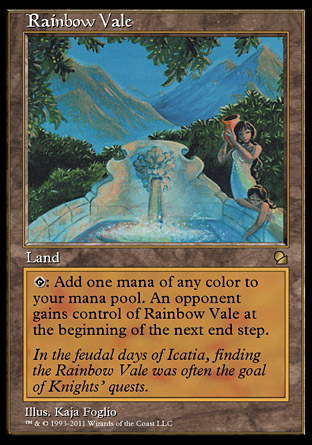 Rainbow Vale
Land
: Add one mana of any color to
your mana pool. An opponent
gains control of Rainbow Vale at
the beginning of the next end step.
In the feudal days of Icatia, finding
the Rainbow Vale was often the goal
of Knights' quests.
Illus. Kaja Foglio
™ & © 1993-2011 Wizards of the Coast LLC